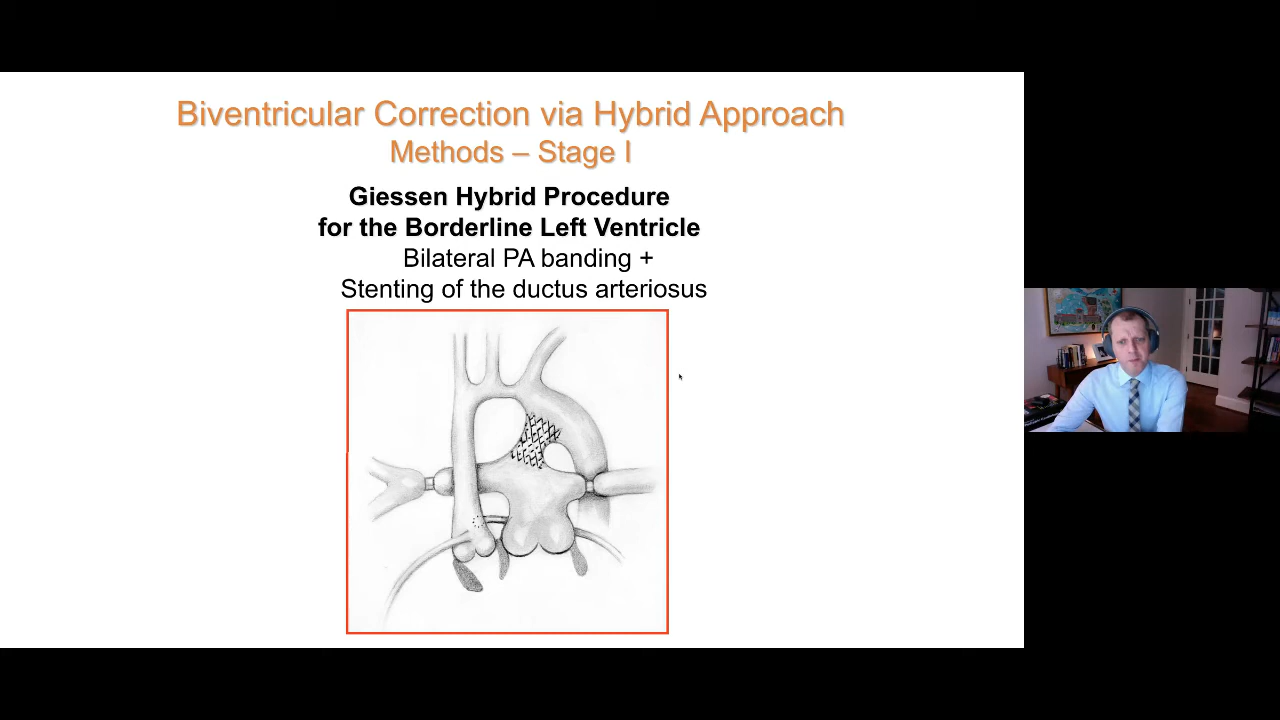 Biventricular Correction via Hybrid Approach
Methods – Stage I
Giessen Hybrid Procedure
for the Borderline Left Ventricle
Bilateral PA banding +
Stenting of the ductus arteriosus